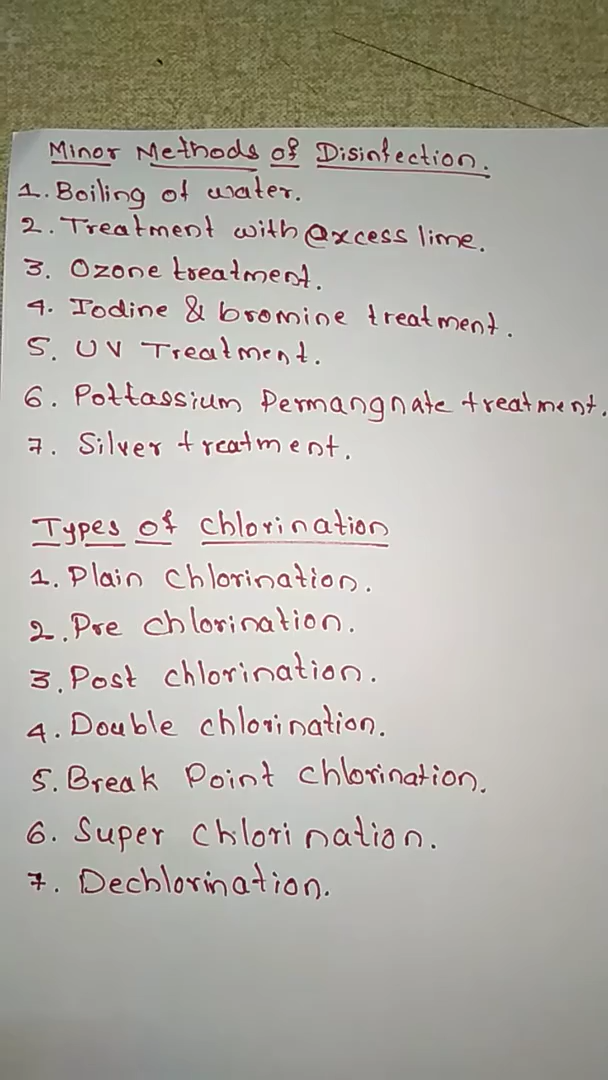 Minor Methods of Disinfection.
1. Boiling of water.
2. Treatment with excess lime.
3. Ozone treatment.
4. Iodine & bromine treatment.
5. UV Treatment.
6. Pottassium Permangnate treatment.
7. Silver treatment.
Types of chlorination
1. Plain chlorination.
2. Pre chlorination.
3. Post chlorination.
4. Double chlorination.
5. Break Point chlorination.
6. Super chlorination.
7. Dechlorination.